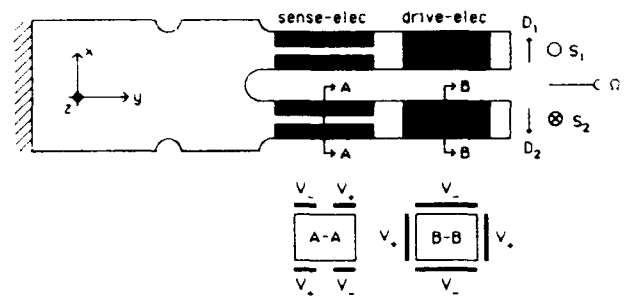 sense-elec drive-elec
D₁
S₁
x
z
y
A
B
Ω
S₂
A
B
D₂
V₋ V₊
V₋
A-A
V₊
B-B
V₊
V₊ V₋
V₋